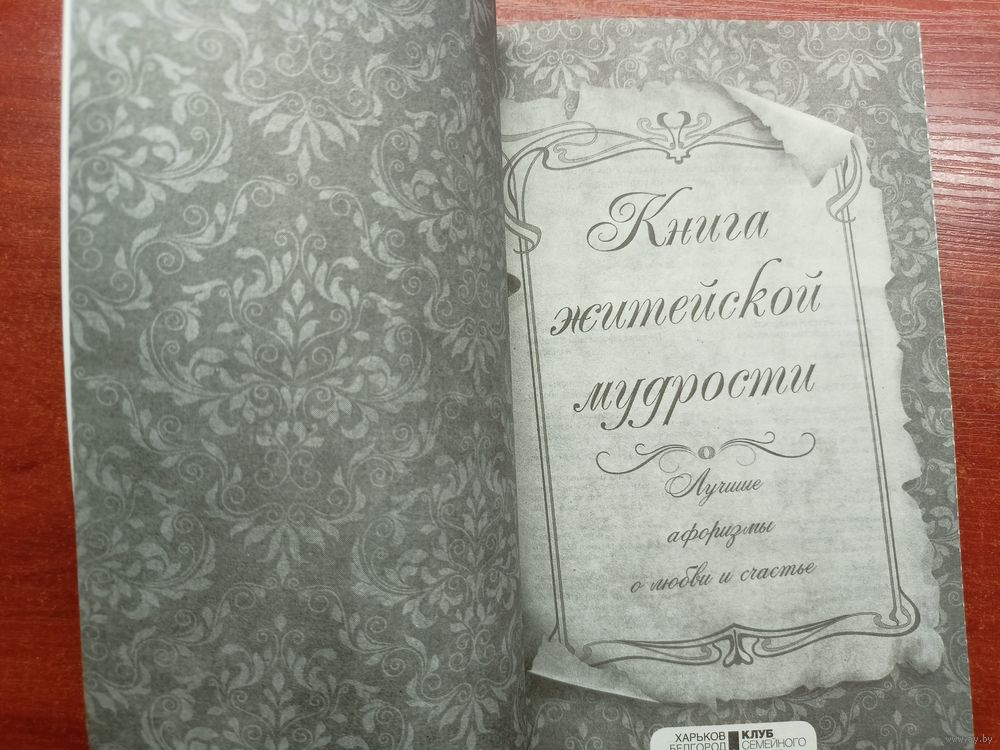 Книга
житейской
мудрости
Лучшие
афоризмы
о любви и счастье
ХАРЬКОВ КЛУБ
БЕЛГОРОД СЕМЕЙНОГО